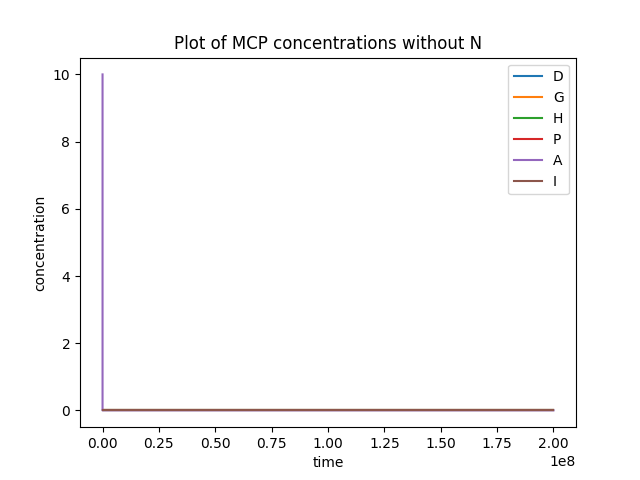 Plot of MCP concentrations without N
10
8
6
4
2
0
concentration
D
G
H
P
A
I
0.00 0.25 0.50 0.75 1.00 1.25 1.50 1.75 2.00
1e8
time